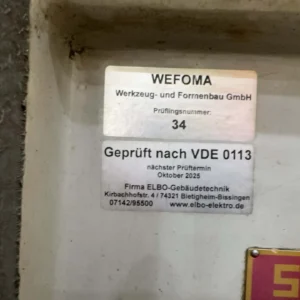 WEFOMA
Werkzeug- und Formenbau GmbH
Prüflingsnummer:
34
Geprüft nach VDE 0113
nächster Prüftermin
Oktober 2025
Firma ELBO-Gebäudetechnik
Kirbachhofstr. 4 / 74321 Bietigheim-Bissingen
07142/95500 www.elbo-elektro.de
S